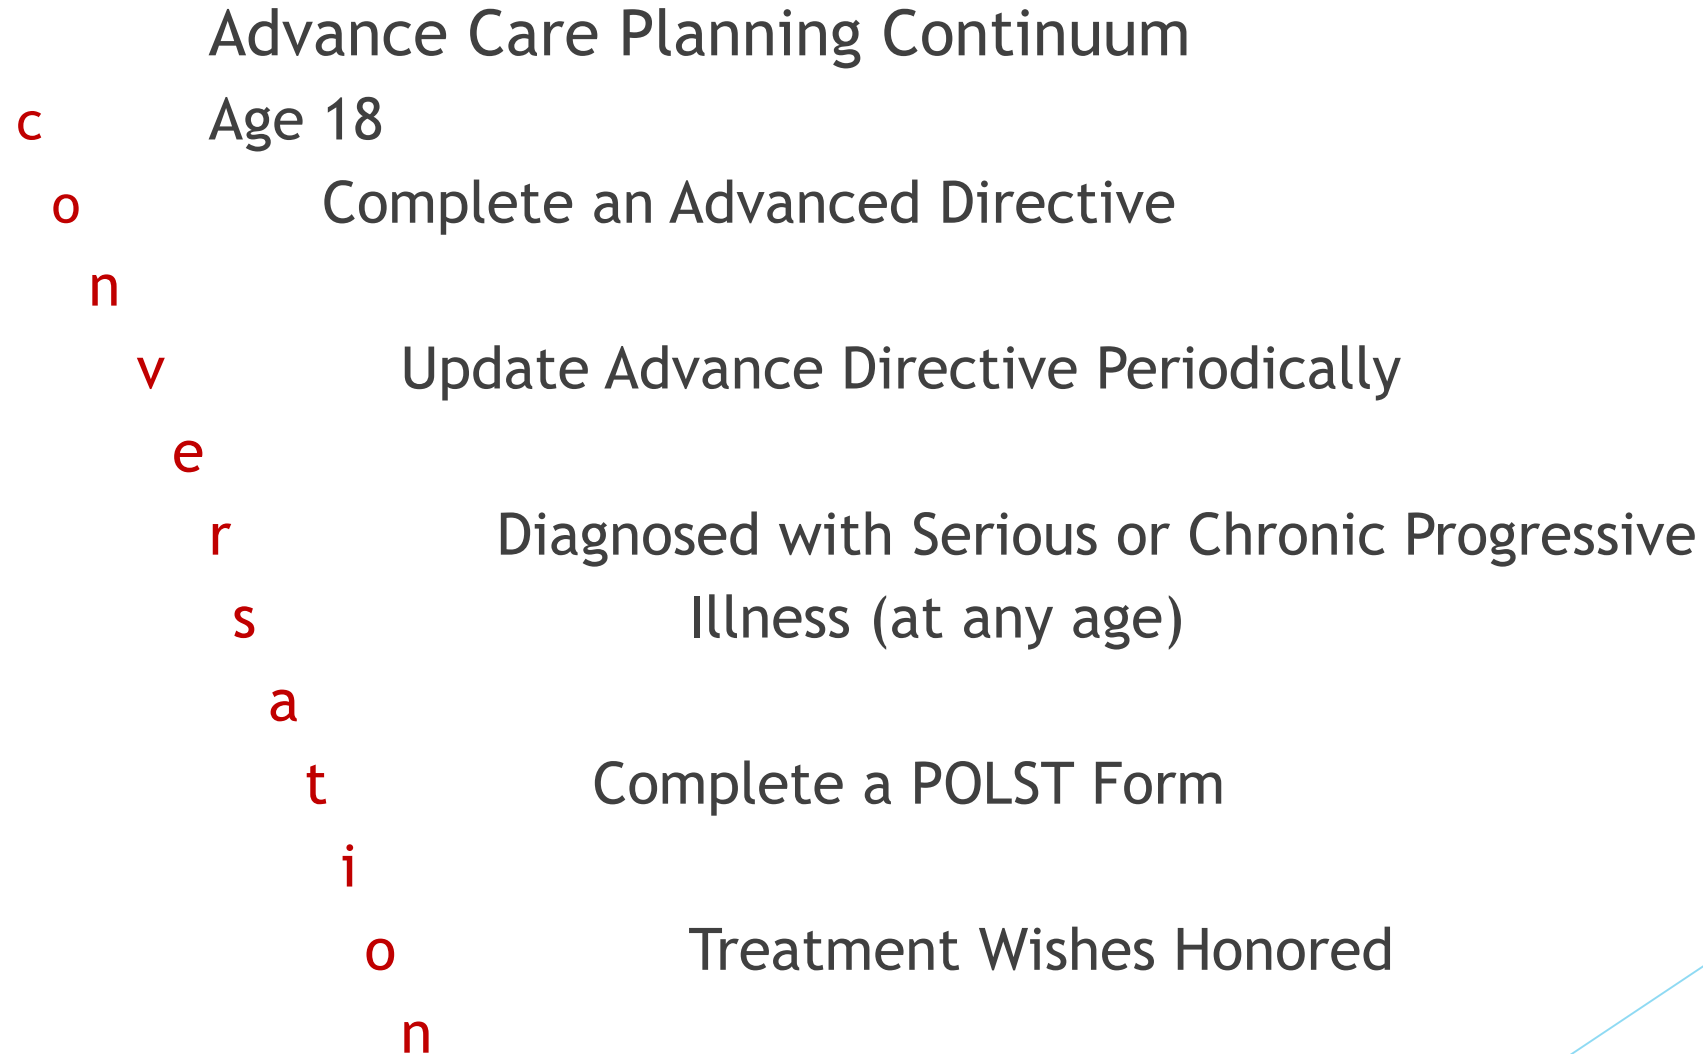 Advance Care Planning Continuum
c Age 18
o Complete an Advanced Directive
n
v Update Advance Directive Periodically
e
r Diagnosed with Serious or Chronic Progressive
s Illness (at any age)
a
t Complete a POLST Form
i
o Treatment Wishes Honored
n